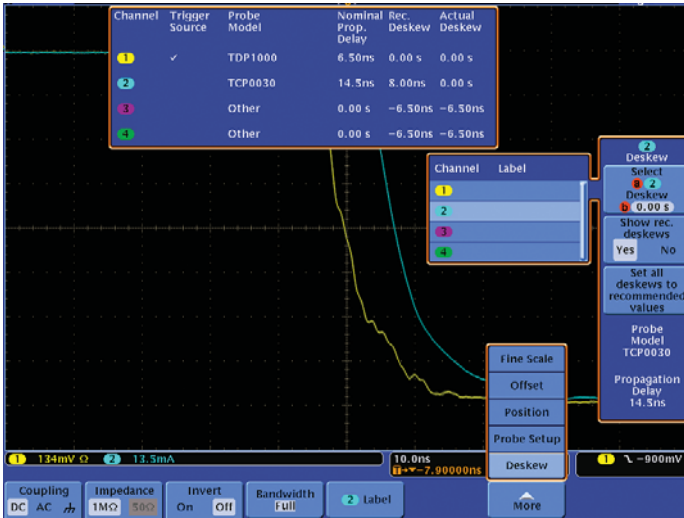 Channel Trigger Source Probe Model Nominal Prop. Delay Rec. Deskew Actual Deskew
1 ✓ TDP1000 6.50ns 0.00 s 0.00 s
2 TCP0030 14.5ns 8.00ns 0.00 s
3 Other 0.00 s −6.50ns −6.50ns
4 Other 0.00 s −6.50ns −6.50ns
Channel Label
1
2
3
4
2
Deskew
Select
a 2
Deskew
b 0.00 s
Show rec.
deskews
Yes No
Set all
deskews to
recommended
values
Probe
Model
TCP0030
Propagation
Delay
14.5ns
Fine Scale
Offset
Position
Probe Setup
Deskew
More
1 134mV Ω 2 13.5mA
10.0ns
T→▼−7.90000ns
1 −900mV
Coupling
DC AC
Impedance
1MΩ 50Ω
Invert
On Off
Bandwidth
Full
2 Label